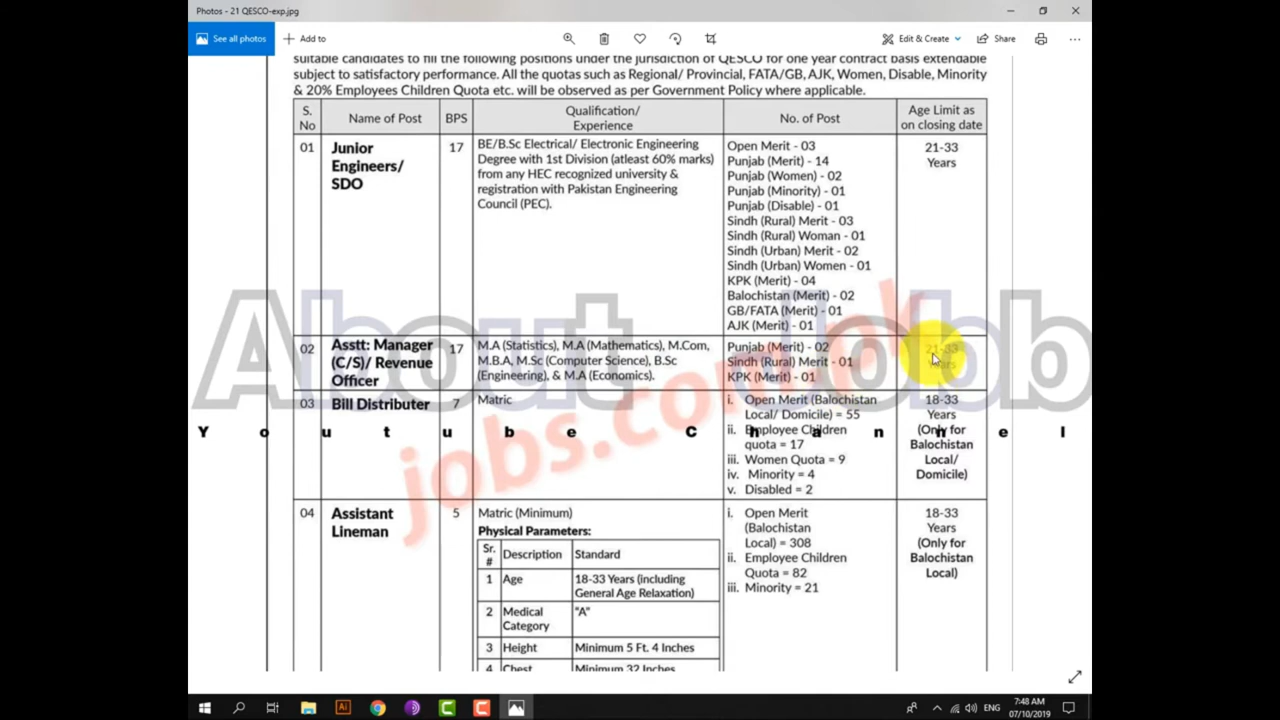 Photos - 21 QESCO-exp.jpg
See all photos
Add to
Edit & Create
Share
suitable candidates to fill the following positions under the jurisdiction of QESCO for one year contract basis extendable
subject to satisfactory performance. All the quotas such as Regional/ Provincial, FATA/GB, AJK, Women, Disable, Minority
& 20% Employees Children Quota etc. will be observed as per Government Policy where applicable.
S. No
Name of Post
BPS
Qualification/
Experience
No. of Post
Age Limit as
on closing date
01
Junior
Engineers/
SDO
17
BE/B.Sc Electrical/ Electronic Engineering
Degree with 1st Division (atleast 60% marks)
from any HEC recognized university &
registration with Pakistan Engineering
Council (PEC).
Open Merit - 03
Punjab (Merit) - 14
Punjab (Women) - 02
Punjab (Minority) - 01
Punjab (Disable) - 01
Sindh (Rural) Merit - 03
Sindh (Rural) Woman - 01
Sindh (Urban) Merit - 02
Sindh (Urban) Women - 01
KPK (Merit) - 04
Balochistan (Merit) - 02
GB/FATA (Merit) - 01
AJK (Merit) - 01
21-33
Years
02
Asstt: Manager
(C/S)/ Revenue
Officer
17
M.A (Statistics), M.A (Mathematics), M.Com,
M.B.A, M.Sc (Computer Science), B.Sc
(Engineering), & M.A (Economics).
Punjab (Merit) - 02
Sindh (Rural) Merit - 01
KPK (Merit) - 01
21-33
Years
03
Bill Distributer
7
Matric
i. Open Merit (Balochistan
Local/ Domicile) = 55
ii. Employee Children
quota = 17
iii. Women Quota = 9
iv. Minority = 4
v. Disabled = 2
18-33
Years
(Only for
Balochistan
Local/
Domicile)
04
Assistant
Lineman
5
Matric (Minimum)
Physical Parameters:
Sr. #
Description
Standard
1
Age
18-33 Years (including
General Age Relaxation)
2
Medical
Category
"A"
3
Height
Minimum 5 Ft. 4 Inches
4
Chest
Minimum 32 Inches
i. Open Merit
(Balochistan
Local) = 308
ii. Employee Children
Quota = 82
iii. Minority = 21
18-33
Years
(Only for
Balochistan
Local)
About Jobb
Youtube Channel
ENG
7:48 AM
07/10/2019